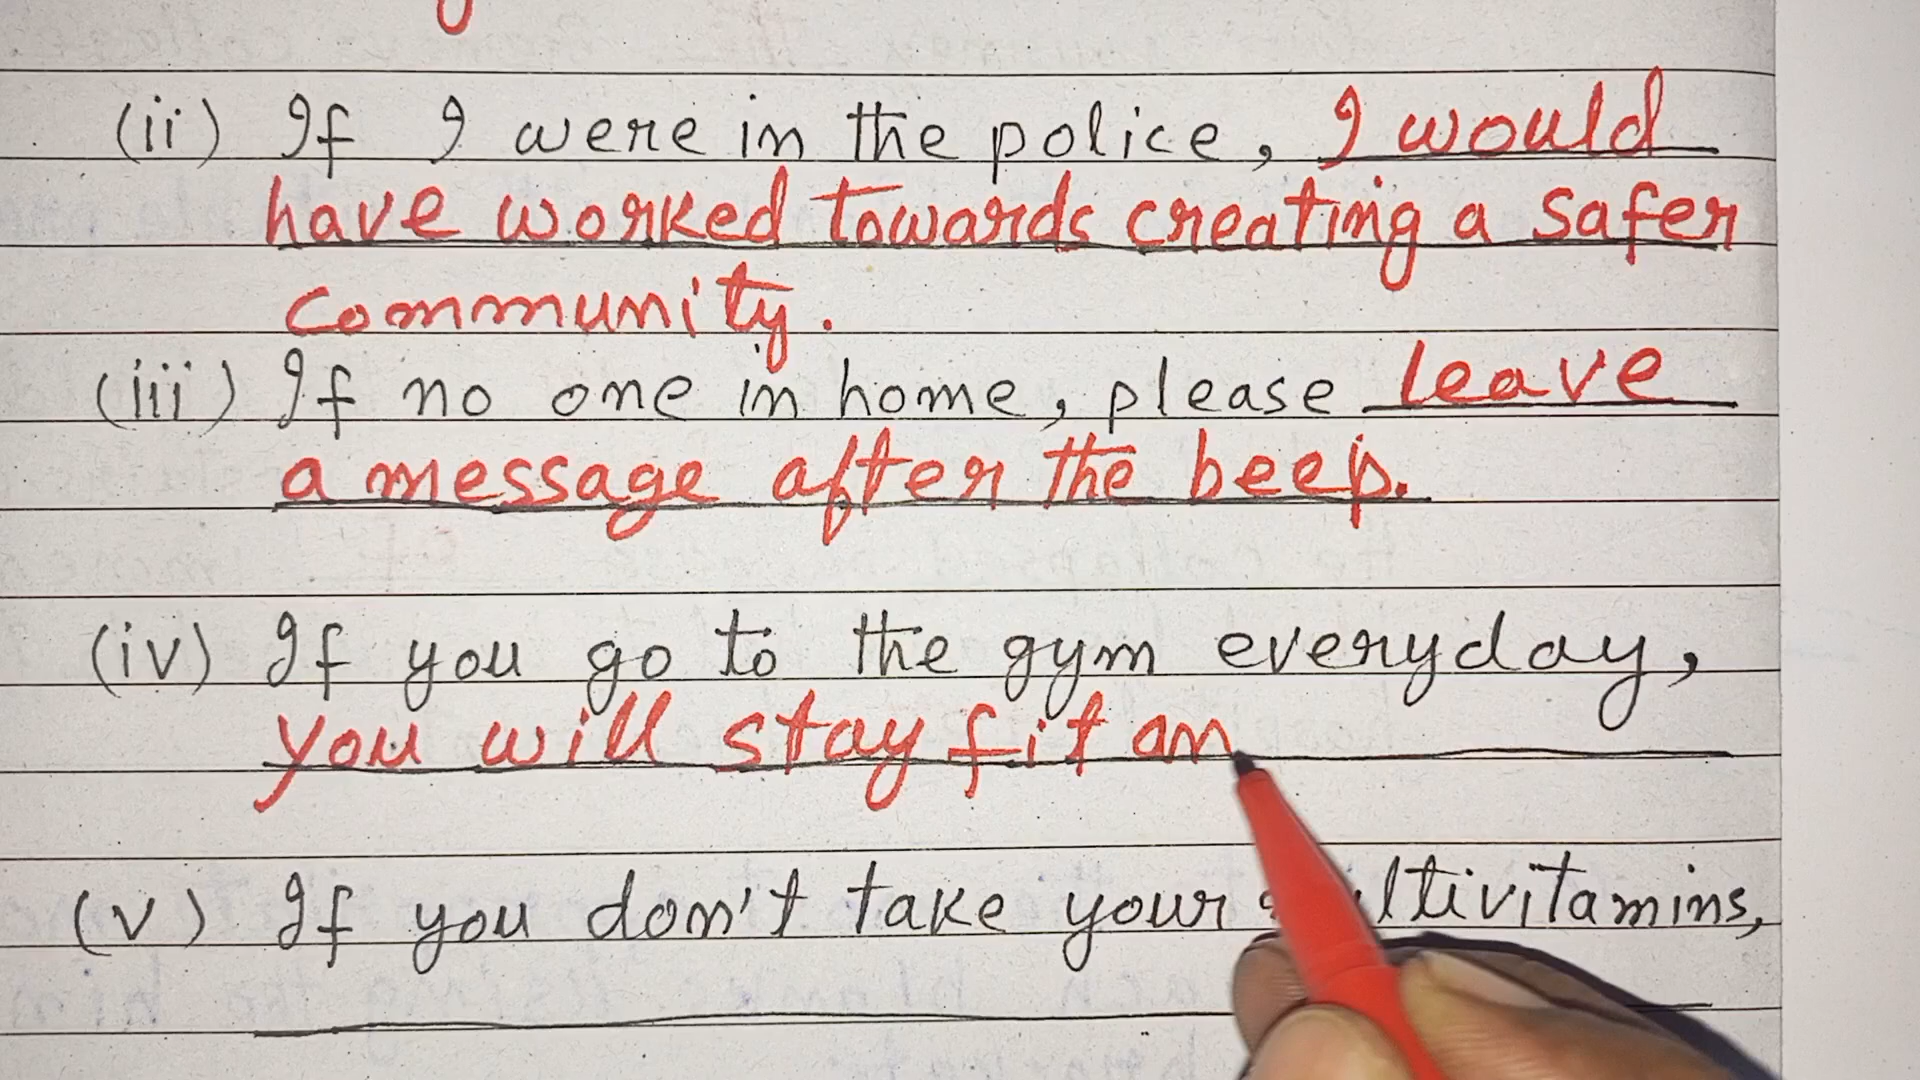 (ii) If I were in the police, I would
have worked towards creating a safer
community.
(iii) If no one in home, please leave
a message after the beep.
(iv) If you go to the gym everyday,
you will stay fit an
(v) If you don't take your